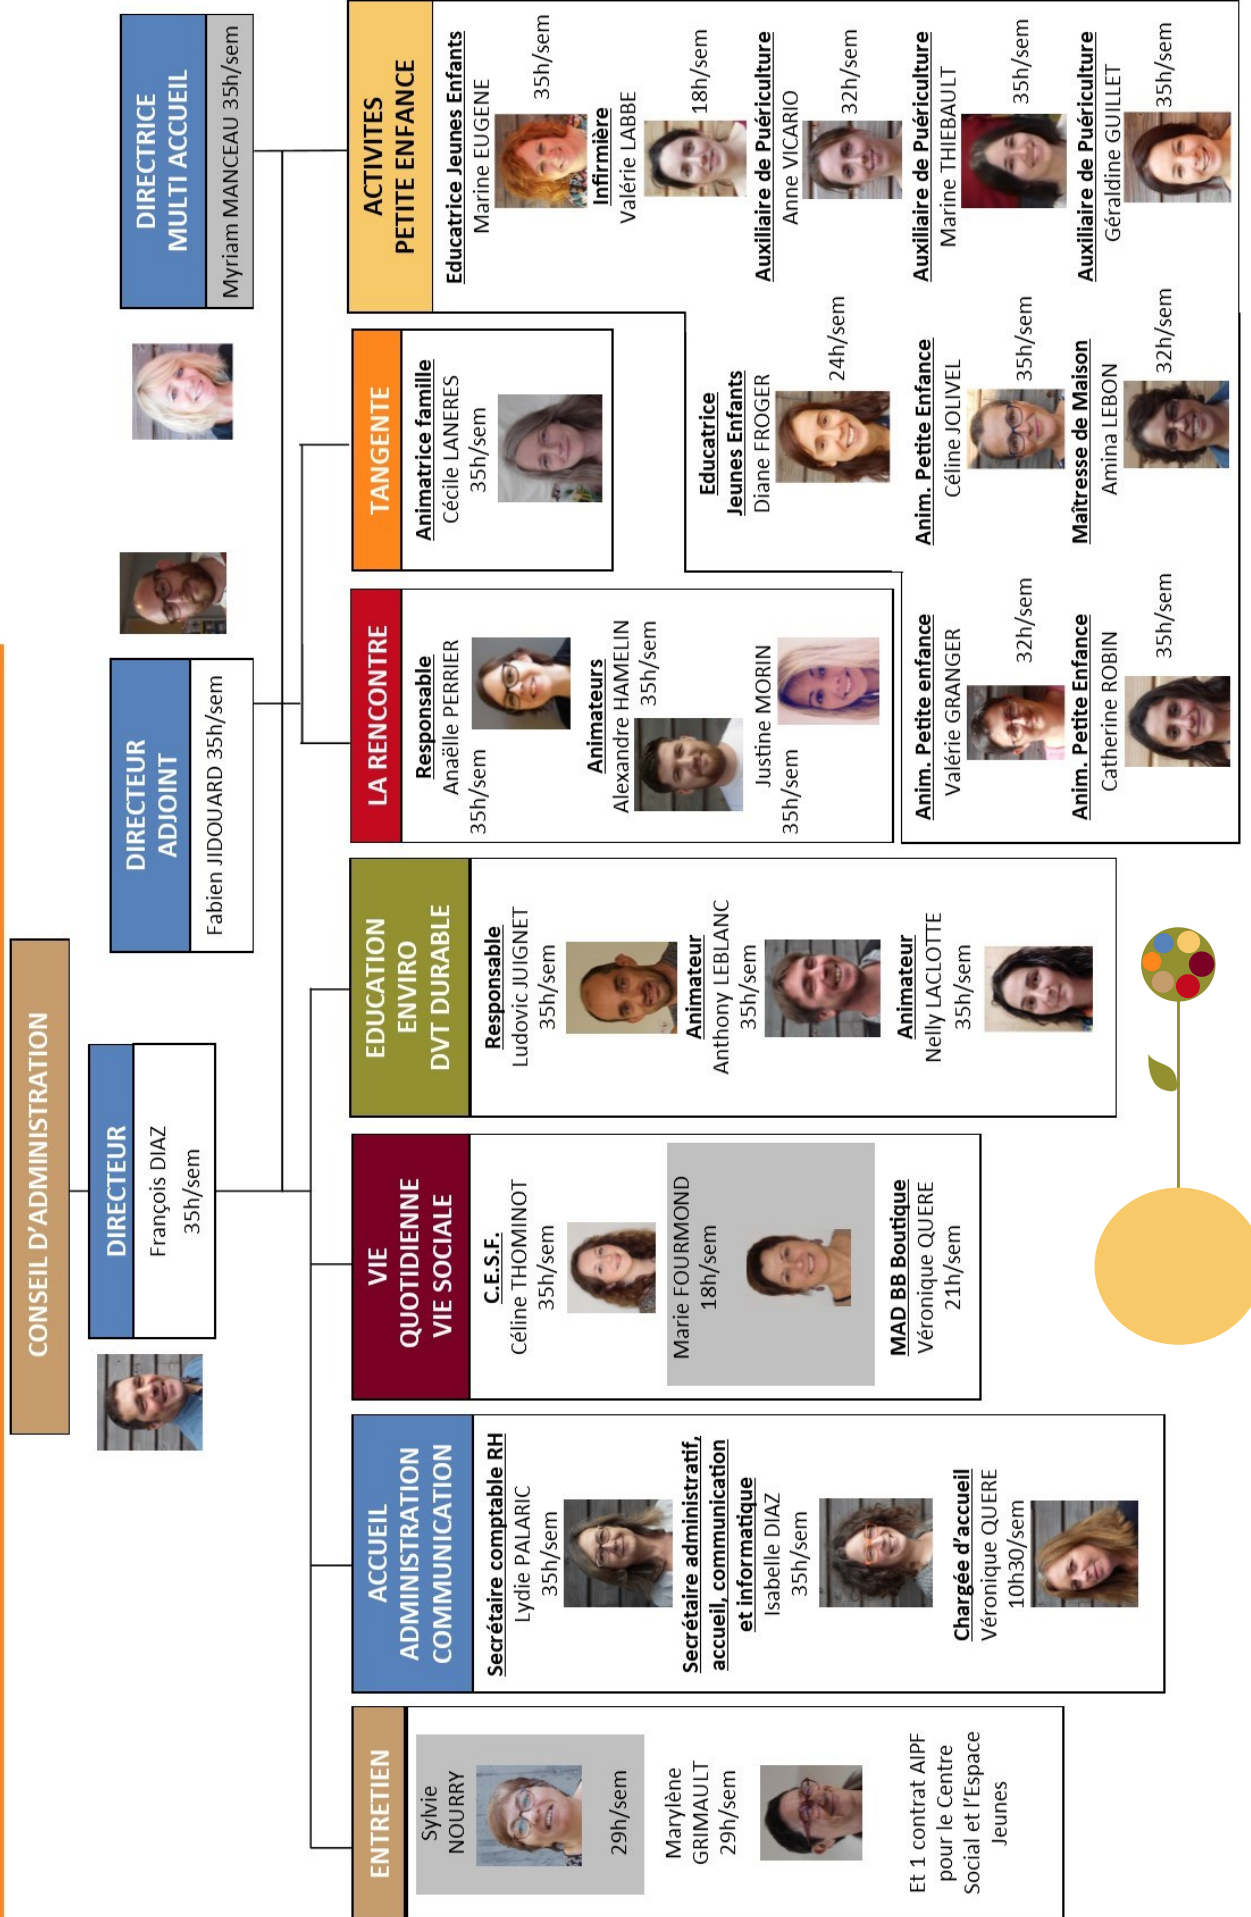 CONSEIL D’ADMINISTRATION
DIRECTEUR
François DIAZ
35h/sem
DIRECTEUR
ADJOINT
Fabien JIDOUARD 35h/sem
DIRECTRICE
MULTI ACCUEIL
Myriam MANCEAU 35h/sem
ENTRETIEN
Sylvie
NOURRY
29h/sem
Marylène
GRIMAULT
29h/sem
Et 1 contrat AIPF
pour le Centre
Social et l’Espace
Jeunes
ACCUEIL
ADMINISTRATION
COMMUNICATION
Secrétaire comptable RH
Lydie PALARIC
35h/sem
Secrétaire administratif,
accueil, communication
et informatique
Isabelle DIAZ
35h/sem
Chargée d’accueil
Véronique QUERE
10h30/sem
VIE
QUOTIDIENNE
VIE SOCIALE
C.E.S.F.
Céline THOMINOT
35h/sem
Marie FOURMOND
18h/sem
MAD BB Boutique
Véronique QUERE
21h/sem
EDUCATION
ENVIRO
DVT DURABLE
Responsable
Ludovic JUIGNET
35h/sem
Animateur
Anthony LEBLANC
35h/sem
Animateur
Nelly LACLOTTE
35h/sem
LA RENCONTRE
Responsable
Anaëlle PERRIER
35h/sem
Animateurs
Alexandre HAMELIN
35h/sem
Justine MORIN
35h/sem
TANGENTE
Animatrice famille
Cécile LANERES
35h/sem
ACTIVITES
PETITE ENFANCE
Educatrice Jeunes Enfants
Marine EUGENE
35h/sem
Infirmière
Valérie LABBE
18h/sem
Auxiliaire de Puériculture
Anne VICARIO
32h/sem
Auxiliaire de Puériculture
Marine THIEBAULT
35h/sem
Auxiliaire de Puériculture
Géraldine GUILLET
35h/sem
Educatrice
Jeunes Enfants
Diane FROGER
24h/sem
Anim. Petite Enfance
Céline JOLIVEL
35h/sem
Maîtresse de Maison
Amina LEBON
32h/sem
Anim. Petite enfance
Valérie GRANGER
32h/sem
Anim. Petite Enfance
Catherine ROBIN
35h/sem